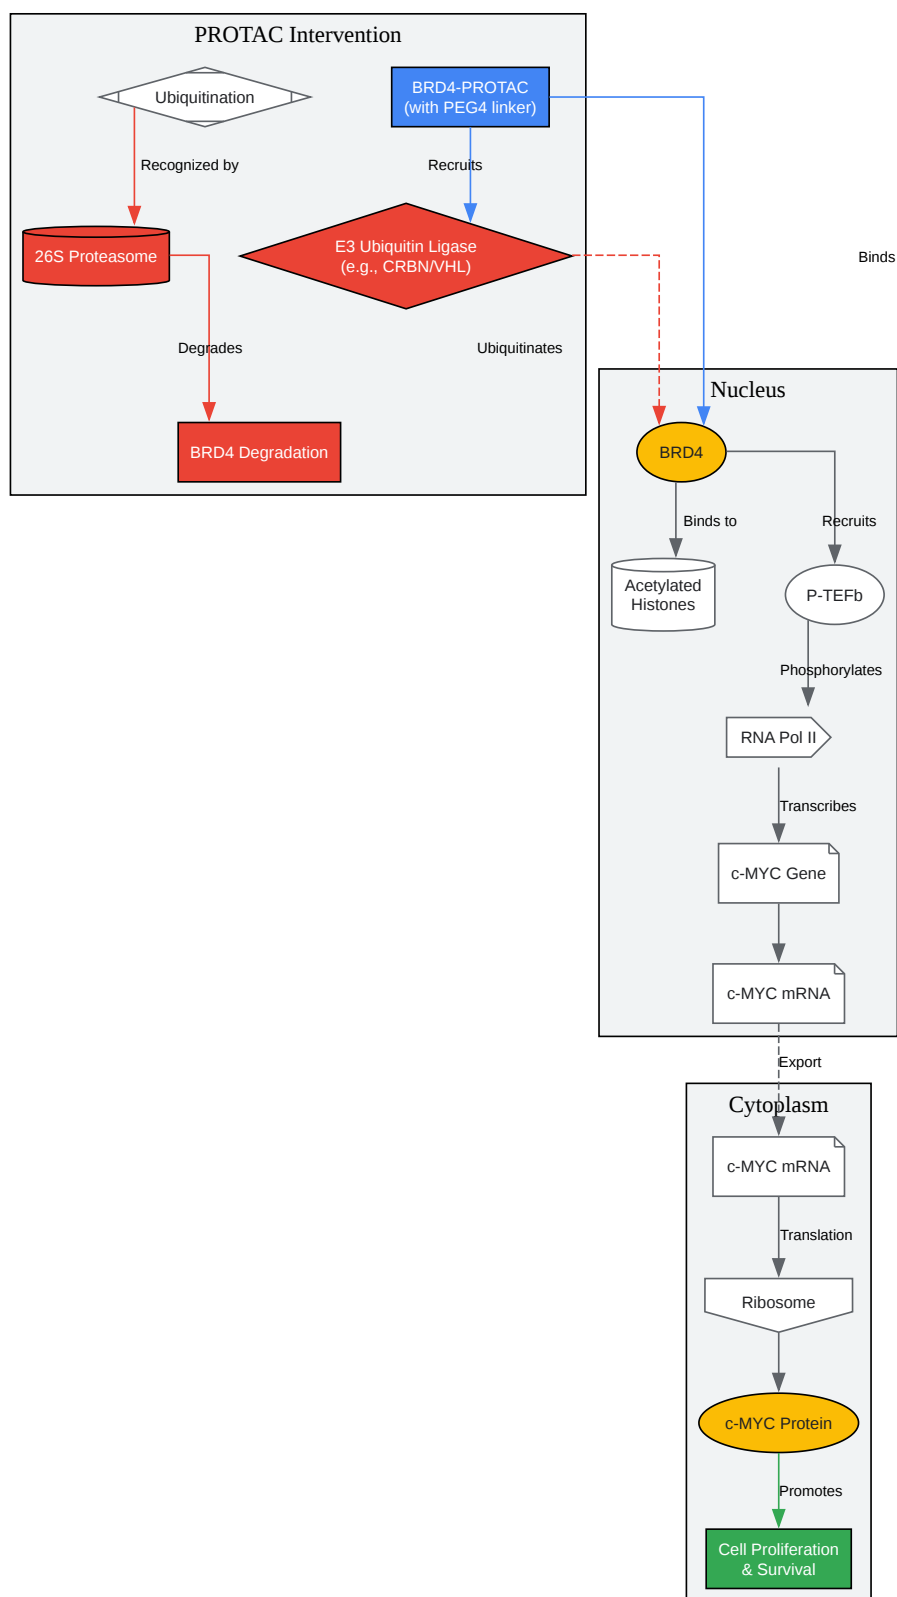 PROTAC Intervention
Ubiquitination
BRD4-PROTAC
(with PEG4 linker)
Recognized by
Recruits
26S Proteasome
E3 Ubiquitin Ligase
(e.g., CRBN/VHL)
Binds
Degrades
Ubiquitinates
BRD4 Degradation
Nucleus
BRD4
Binds to
Recruits
Acetylated
Histones
P-TEFb
Phosphorylates
RNA Pol II
Transcribes
c-MYC Gene
c-MYC mRNA
Export
Cytoplasm
c-MYC mRNA
Translation
Ribosome
c-MYC Protein
Promotes
Cell Proliferation
& Survival